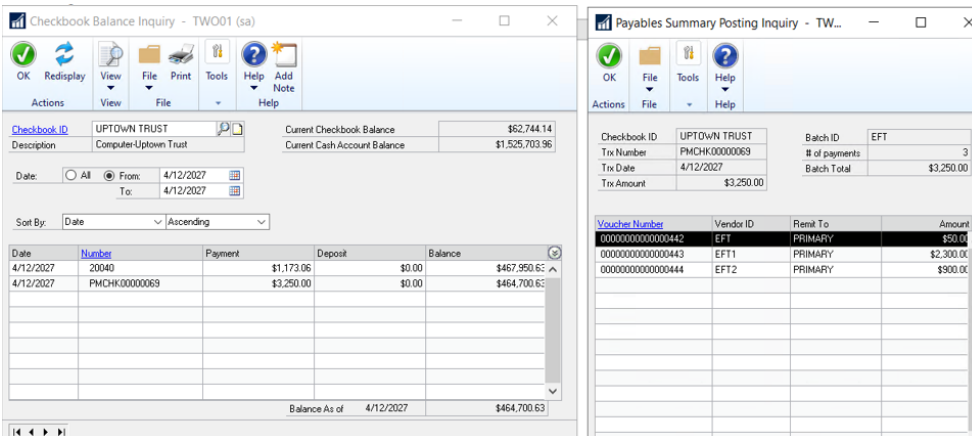 Checkbook Balance Inquiry - TWO01 (sa)
OK Redisplay View File Print Tools Help Add Note
Actions View File Help
Checkbook ID UPTOWN TRUST Current Checkbook Balance $62,744.14
Description Computer-Uptown Trust Current Cash Account Balance $1,525,703.96
Date: All From: 4/12/2027
To: 4/12/2027
Sort By: Date Ascending
Date Number Payment Deposit Balance
4/12/2027 20040 $1,173.06 $0.00 $467,950.63
4/12/2027 PMCHK00000069 $3,250.00 $0.00 $464,700.63
Balance As of 4/12/2027 $464,700.63
Payables Summary Posting Inquiry - TW...
OK File Tools Help
Actions File Help
Checkbook ID UPTOWN TRUST Batch ID EFT
Trx Number PMCHK00000069 # of payments 3
Trx Date 4/12/2027 Batch Total $3,250.00
Trx Amount $3,250.00
Voucher Number Vendor ID Remit To Amount
00000000000000442 EFT PRIMARY $50.00
00000000000000443 EFT1 PRIMARY $2,300.00
00000000000000444 EFT2 PRIMARY $900.00